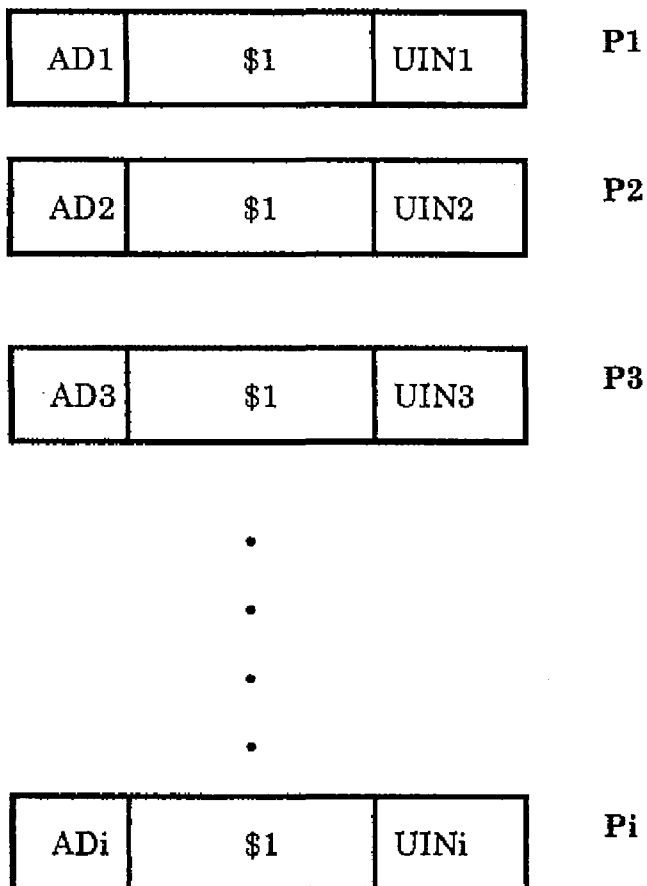 AD1 $1 UIN1 P1
AD2 $1 UIN2 P2
AD3 $1 UIN3 P3
ADi $1 UINi Pi